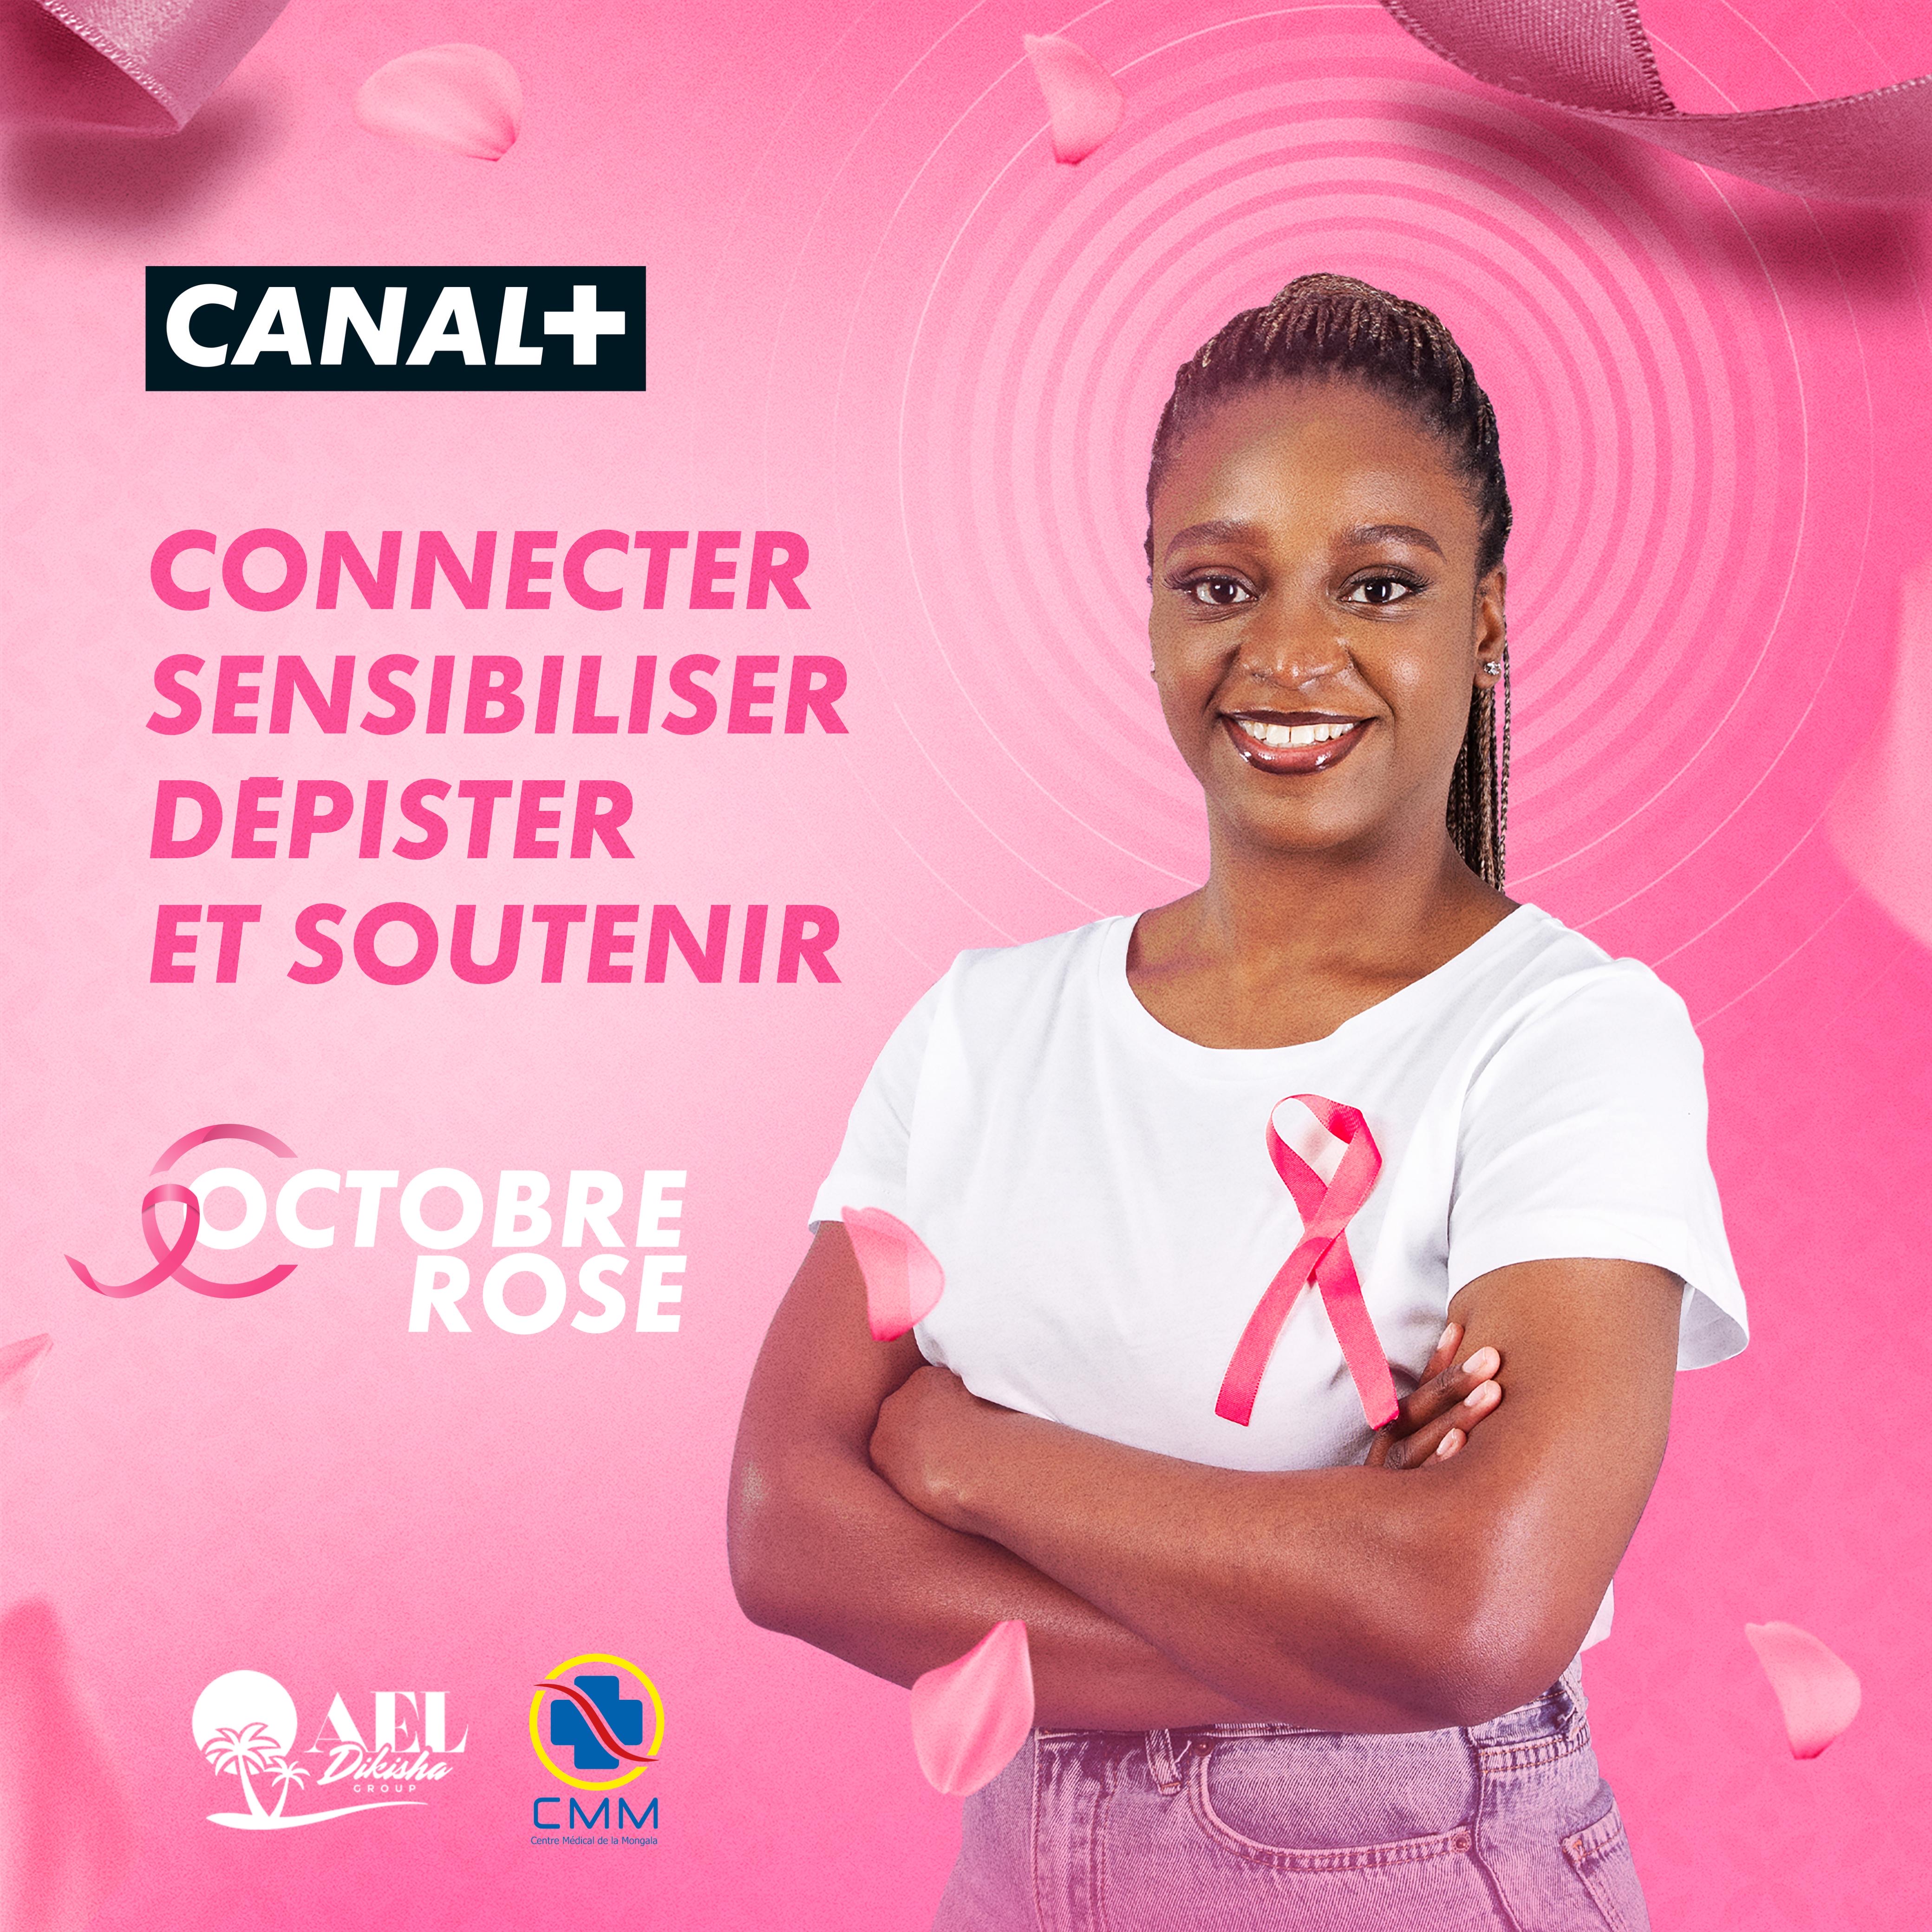 CANAL+
CONNECTER
SENSIBILISER
DÉPISTER
ET SOUTENIR
OCTOBRE
ROSE
AEL
Dikisha
GROUP
CMM
Centre Médical de la Mongala